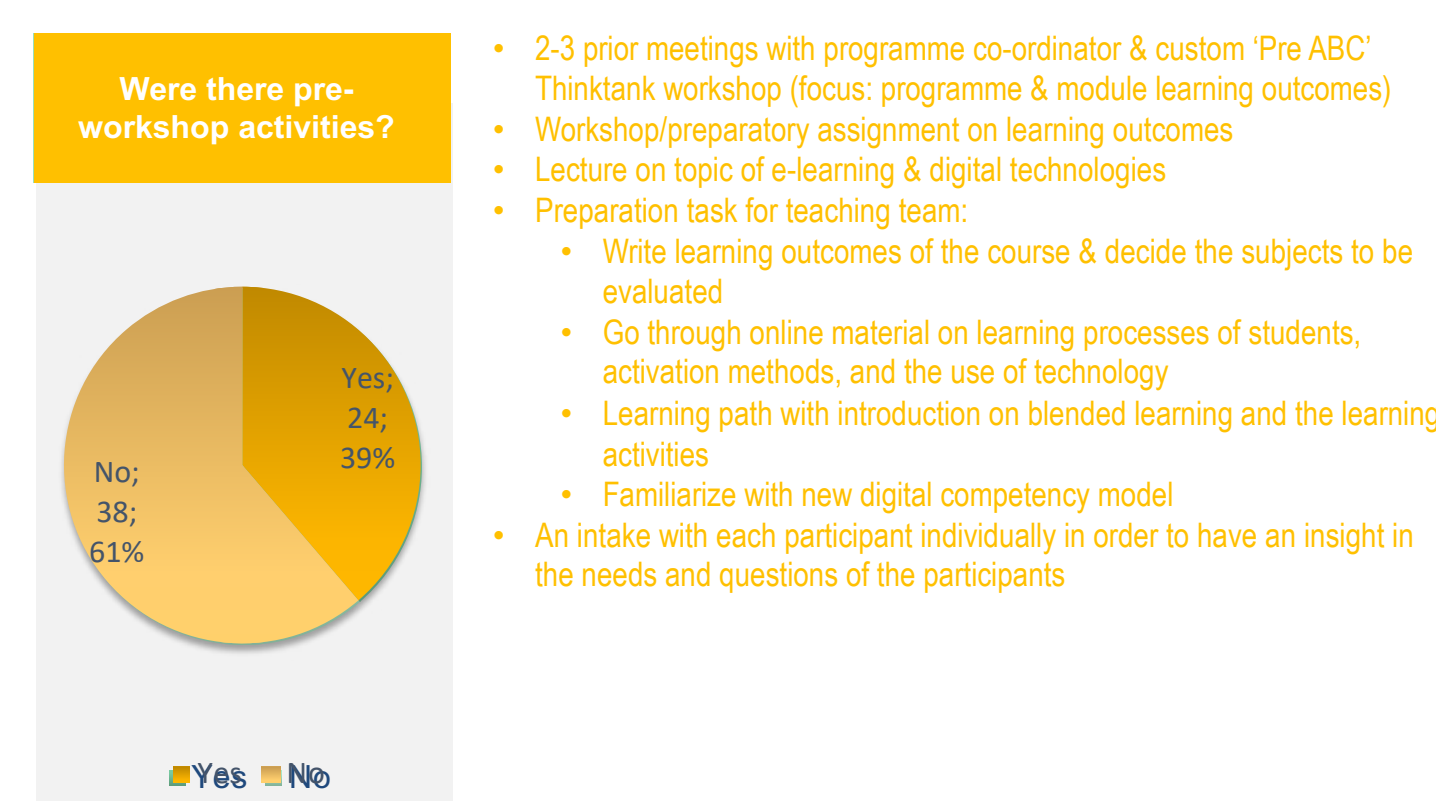 Were there pre-
workshop activities?
Yes;
24;
39%
No;
38;
61%
Yes No
• 2-3 prior meetings with programme co-ordinator & custom ‘Pre ABC’
Thinktank workshop (focus: programme & module learning outcomes)
• Workshop/preparatory assignment on learning outcomes
• Lecture on topic of e-learning & digital technologies
• Preparation task for teaching team:
• Write learning outcomes of the course & decide the subjects to be
evaluated
• Go through online material on learning processes of students,
activation methods, and the use of technology
• Learning path with introduction on blended learning and the learning
activities
• Familiarize with new digital competency model
• An intake with each participant individually in order to have an insight in
the needs and questions of the participants